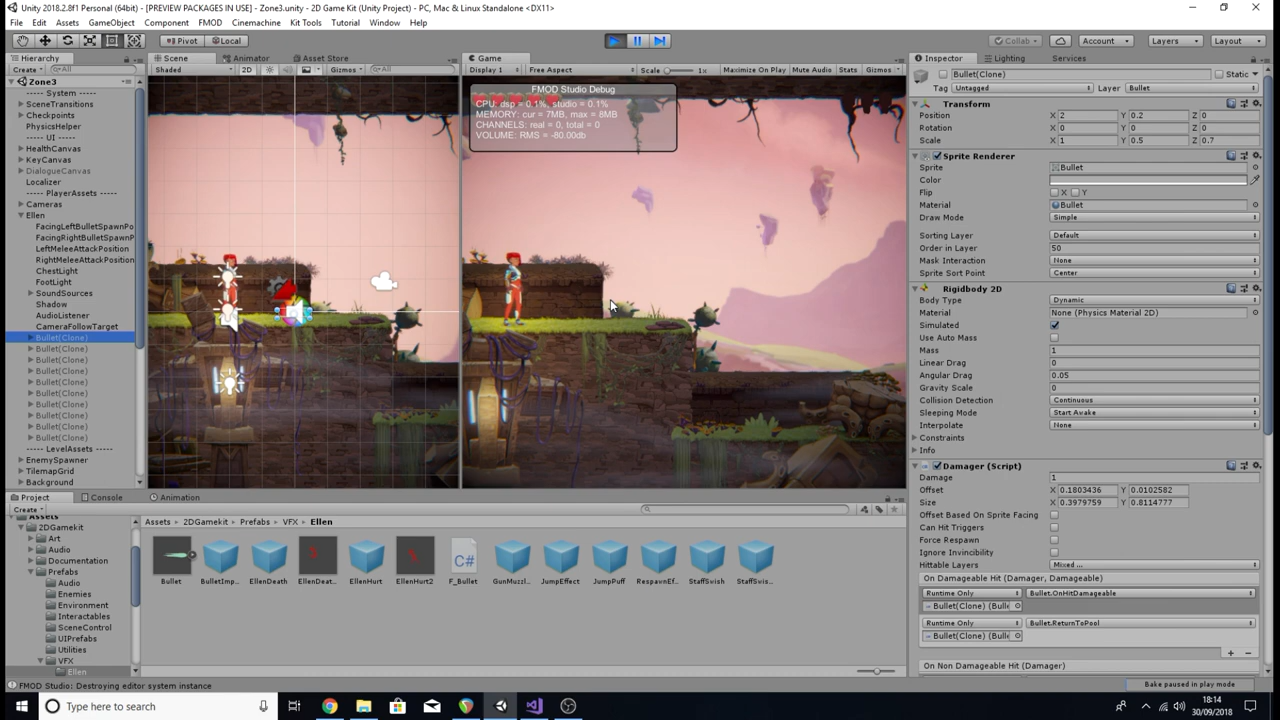 Unity 2018.2.8f1 Personal (64bit) - [PREVIEW PACKAGES IN USE] - Zone3.unity - 2D Game Kit (Unity Project) - PC, Mac & Linux Standalone <DX11>
File Edit Assets GameObject Component FMOD Cinemachine Kit Tools Tutorial Window Help
Pivot Local Collab Account Layers Layout
Hierarchy
Create All
Zone3
----- System -----
SceneTransitions
Checkpoints
PhysicsHelper
----- UI -----
HealthCanvas
KeyCanvas
DialogueCanvas
Localizer
----- PlayerAssets -----
Cameras
Ellen
FacingLeftBulletSpawnPo
FacingRightBulletSpawnP
LeftMeleeAttackPosition
RightMeleeAttackPosition
ChestLight
FootLight
SoundSources
Shadow
AudioListener
CameraFollowTarget
Bullet(Clone)
Bullet(Clone)
Bullet(Clone)
Bullet(Clone)
Bullet(Clone)
Bullet(Clone)
Bullet(Clone)
Bullet(Clone)
Bullet(Clone)
Bullet(Clone)
----- LevelAssets -----
EnemySpawner
TilemapGrid
Background
Scene Animator Asset Store
Shaded 2D Gizmos All
Game
Display 1 Free Aspect Scale 1x Maximize On Play Mute Audio Stats Gizmos
FMOD Studio Debug
CPU: dsp = 0.1%, studio = 0.1%
MEMORY: cur = 7MB, max = 8MB
CHANNELS: real = 0, total = 0
VOLUME: RMS = -80.00db
Inspector Lighting Services
Bullet(Clone) Static
Tag Untagged Layer Bullet
Transform
Position X 2 Y 0.2 Z 0
Rotation X 0 Y 0 Z 0
Scale X 1 Y 0.5 Z 0.7
Sprite Renderer
Sprite Bullet
Color
Flip X Y
Material Bullet
Draw Mode Simple
Sorting Layer Default
Order in Layer 50
Mask Interaction None
Sprite Sort Point Center
Rigidbody 2D
Body Type Dynamic
Material None (Physics Material 2D)
Simulated
Use Auto Mass
Mass 1
Linear Drag 0
Angular Drag 0.05
Gravity Scale 0
Collision Detection Continuous
Sleeping Mode Start Awake
Interpolate None
Constraints
Info
Damager (Script)
Damage 1
Offset X 0.1803436 Y 0.0102582
Size X 0.3979759 Y 0.8114777
Offset Based On Sprite Facing
Can Hit Triggers
Force Respawn
Ignore Invincibility
Hittable Layers Mixed ...
On Damageable Hit (Damager, Damageable)
Runtime Only Bullet.OnHitDamageable
Bullet(Clone) (Bulle
Runtime Only Bullet.ReturnToPool
Bullet(Clone) (Bulle
On Non Damageable Hit (Damager)
Bake paused in play mode
Project Console Animation
Create
Assets
2DGamekit
Art
Audio
Documentation
Prefabs
Audio
Enemies
Environment
Interactables
SceneControl
UIPrefabs
Utilities
VFX
Ellen
Assets 2DGamekit Prefabs VFX Ellen
Bullet BulletImp... EllenDeath EllenDeat... EllenHurt EllenHurt2 F_Bullet GunMuzzl... JumpEffect JumpPuff RespawnEf... StaffSwish StaffSwis...
C#
FMOD Studio: Destroying editor system instance
Type here to search
18:14
30/09/2018